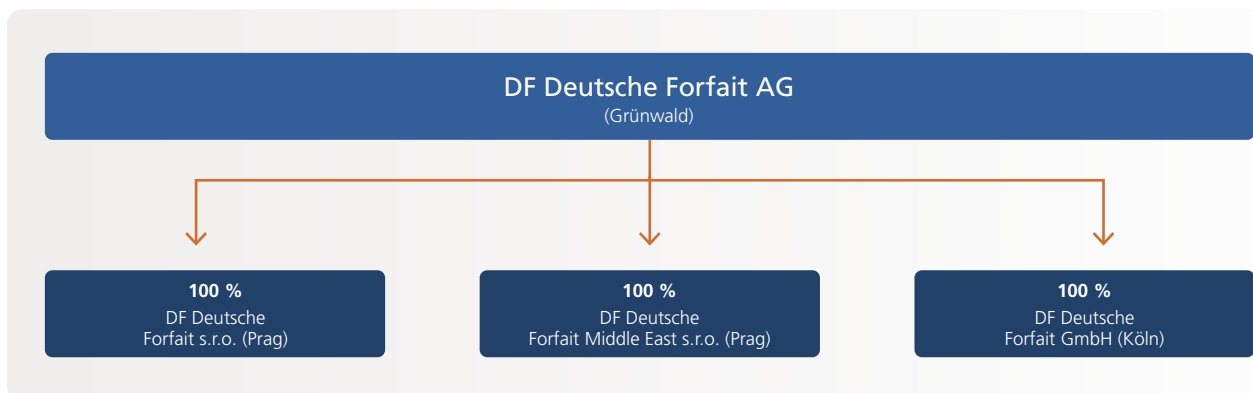 DF Deutsche Forfait AG
(Grünwald)
100 %
DF Deutsche
Forfait s.r.o. (Prag)
100 %
DF Deutsche
Forfait Middle East s.r.o. (Prag)
100 %
DF Deutsche
Forfait GmbH (Köln)